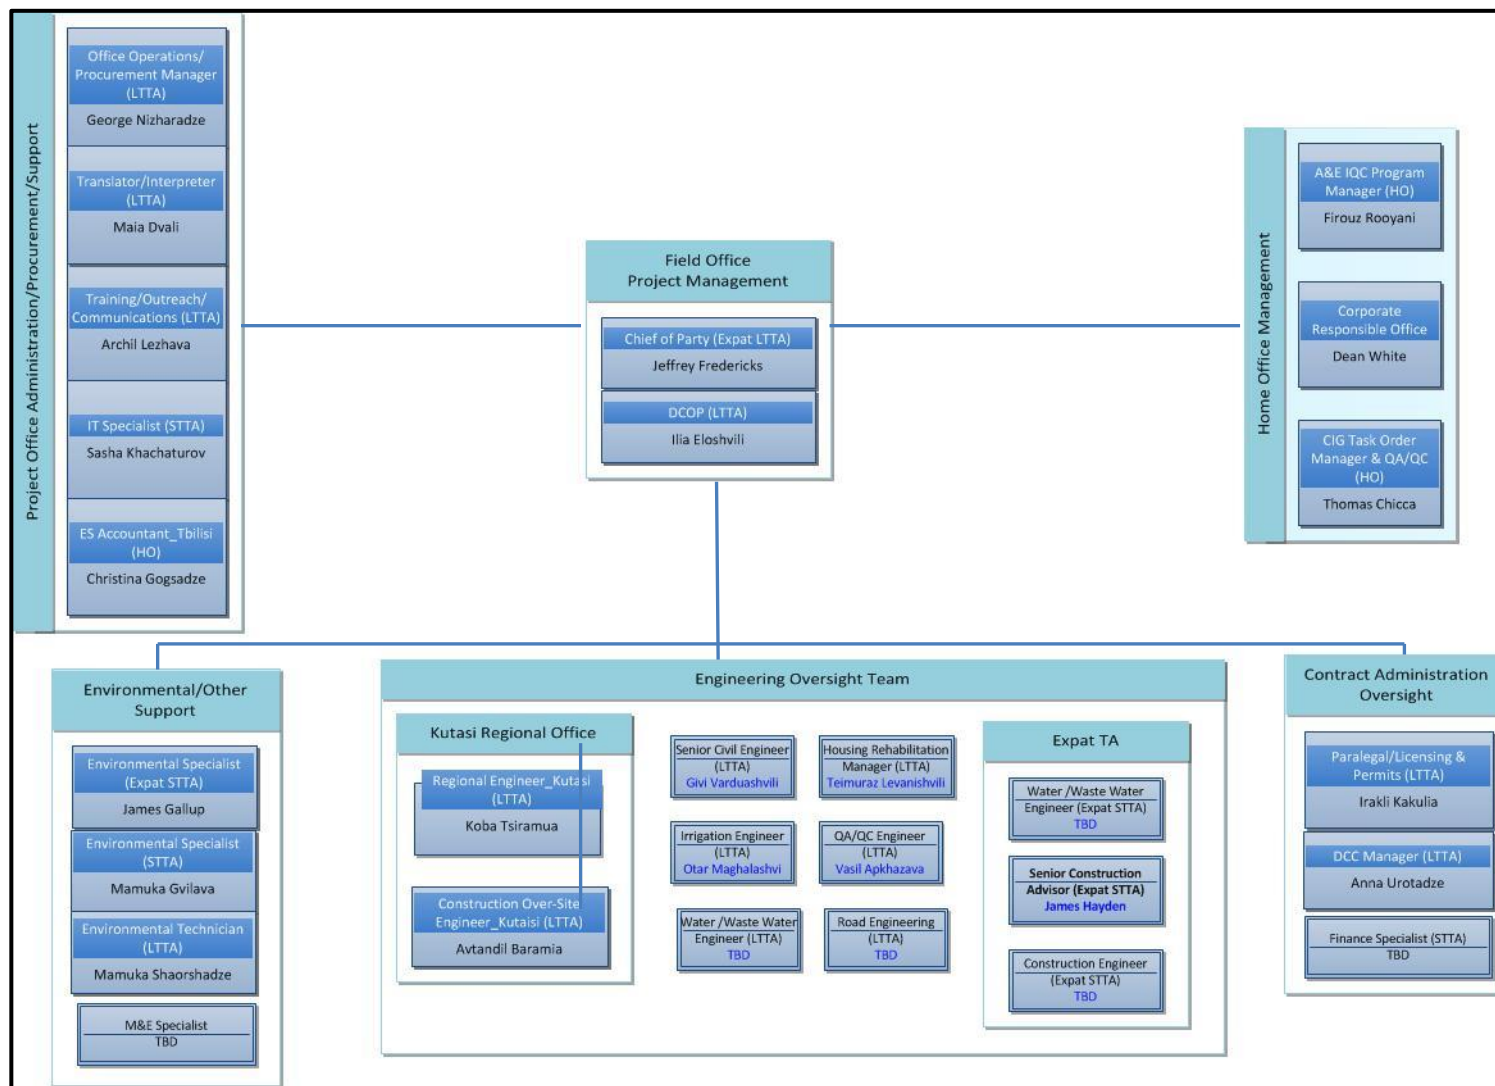 Project Office Administration/Procurement/Support
Office Operations/
Procurement Manager
(LTTA)
George Nizharadze
Translator/Interpreter
(LTTA)
Maia Dvali
Training/Outreach/
Communications (LTTA)
Archil Lezhava
IT Specialist (STTA)
Sasha Khachaturov
ES Accountant_Tbilisi
(HO)
Christina Gogsadze
Field Office
Project Management
Chief of Party (Expat LTTA)
Jeffrey Fredericks
DCOP (LTTA)
Ilia Eloshvili
Home Office Management
A&E IQC Program
Manager (HO)
Firouz Rooyani
Corporate
Responsible Office
Dean White
CIG Task Order
Manager & QA/QC
(HO)
Thomas Chicca
Environmental/Other
Support
Environmental Specialist
(Expat STTA)
James Gallup
Environmental Specialist
(STTA)
Mamuka Gvilava
Environmental Technician
(LTTA)
Mamuka Shaorshadze
M&E Specialist
TBD
Engineering Oversight Team
Kutasi Regional Office
Regional Engineer_Kutasi
(LTTA)
Koba Tsiramua
Construction Over-Site
Engineer_Kutaisi (LTTA)
Avtandil Baramia
Senior Civil Engineer
(LTTA)
Givi Varduashvili
Housing Rehabilitation
Manager (LTTA)
Teimuraz Levanishvili
Irrigation Engineer
(LTTA)
Otar Maghalashvi
QA/QC Engineer
(LTTA)
Vasil Apkhazava
Water /Waste Water
Engineer (LTTA)
TBD
Road Engineering
(LTTA)
TBD
Expat TA
Water /Waste Water
Engineer (Expat STTA)
TBD
Senior Construction
Advisor (Expat STTA)
James Hayden
Construction Engineer
(Expat STTA)
TBD
Contract Administration
Oversight
Paralegal/Licensing &
Permits (LTTA)
Irakli Kakulia
DCC Manager (LTTA)
Anna Urotadze
Finance Specialist (STTA)
TBD